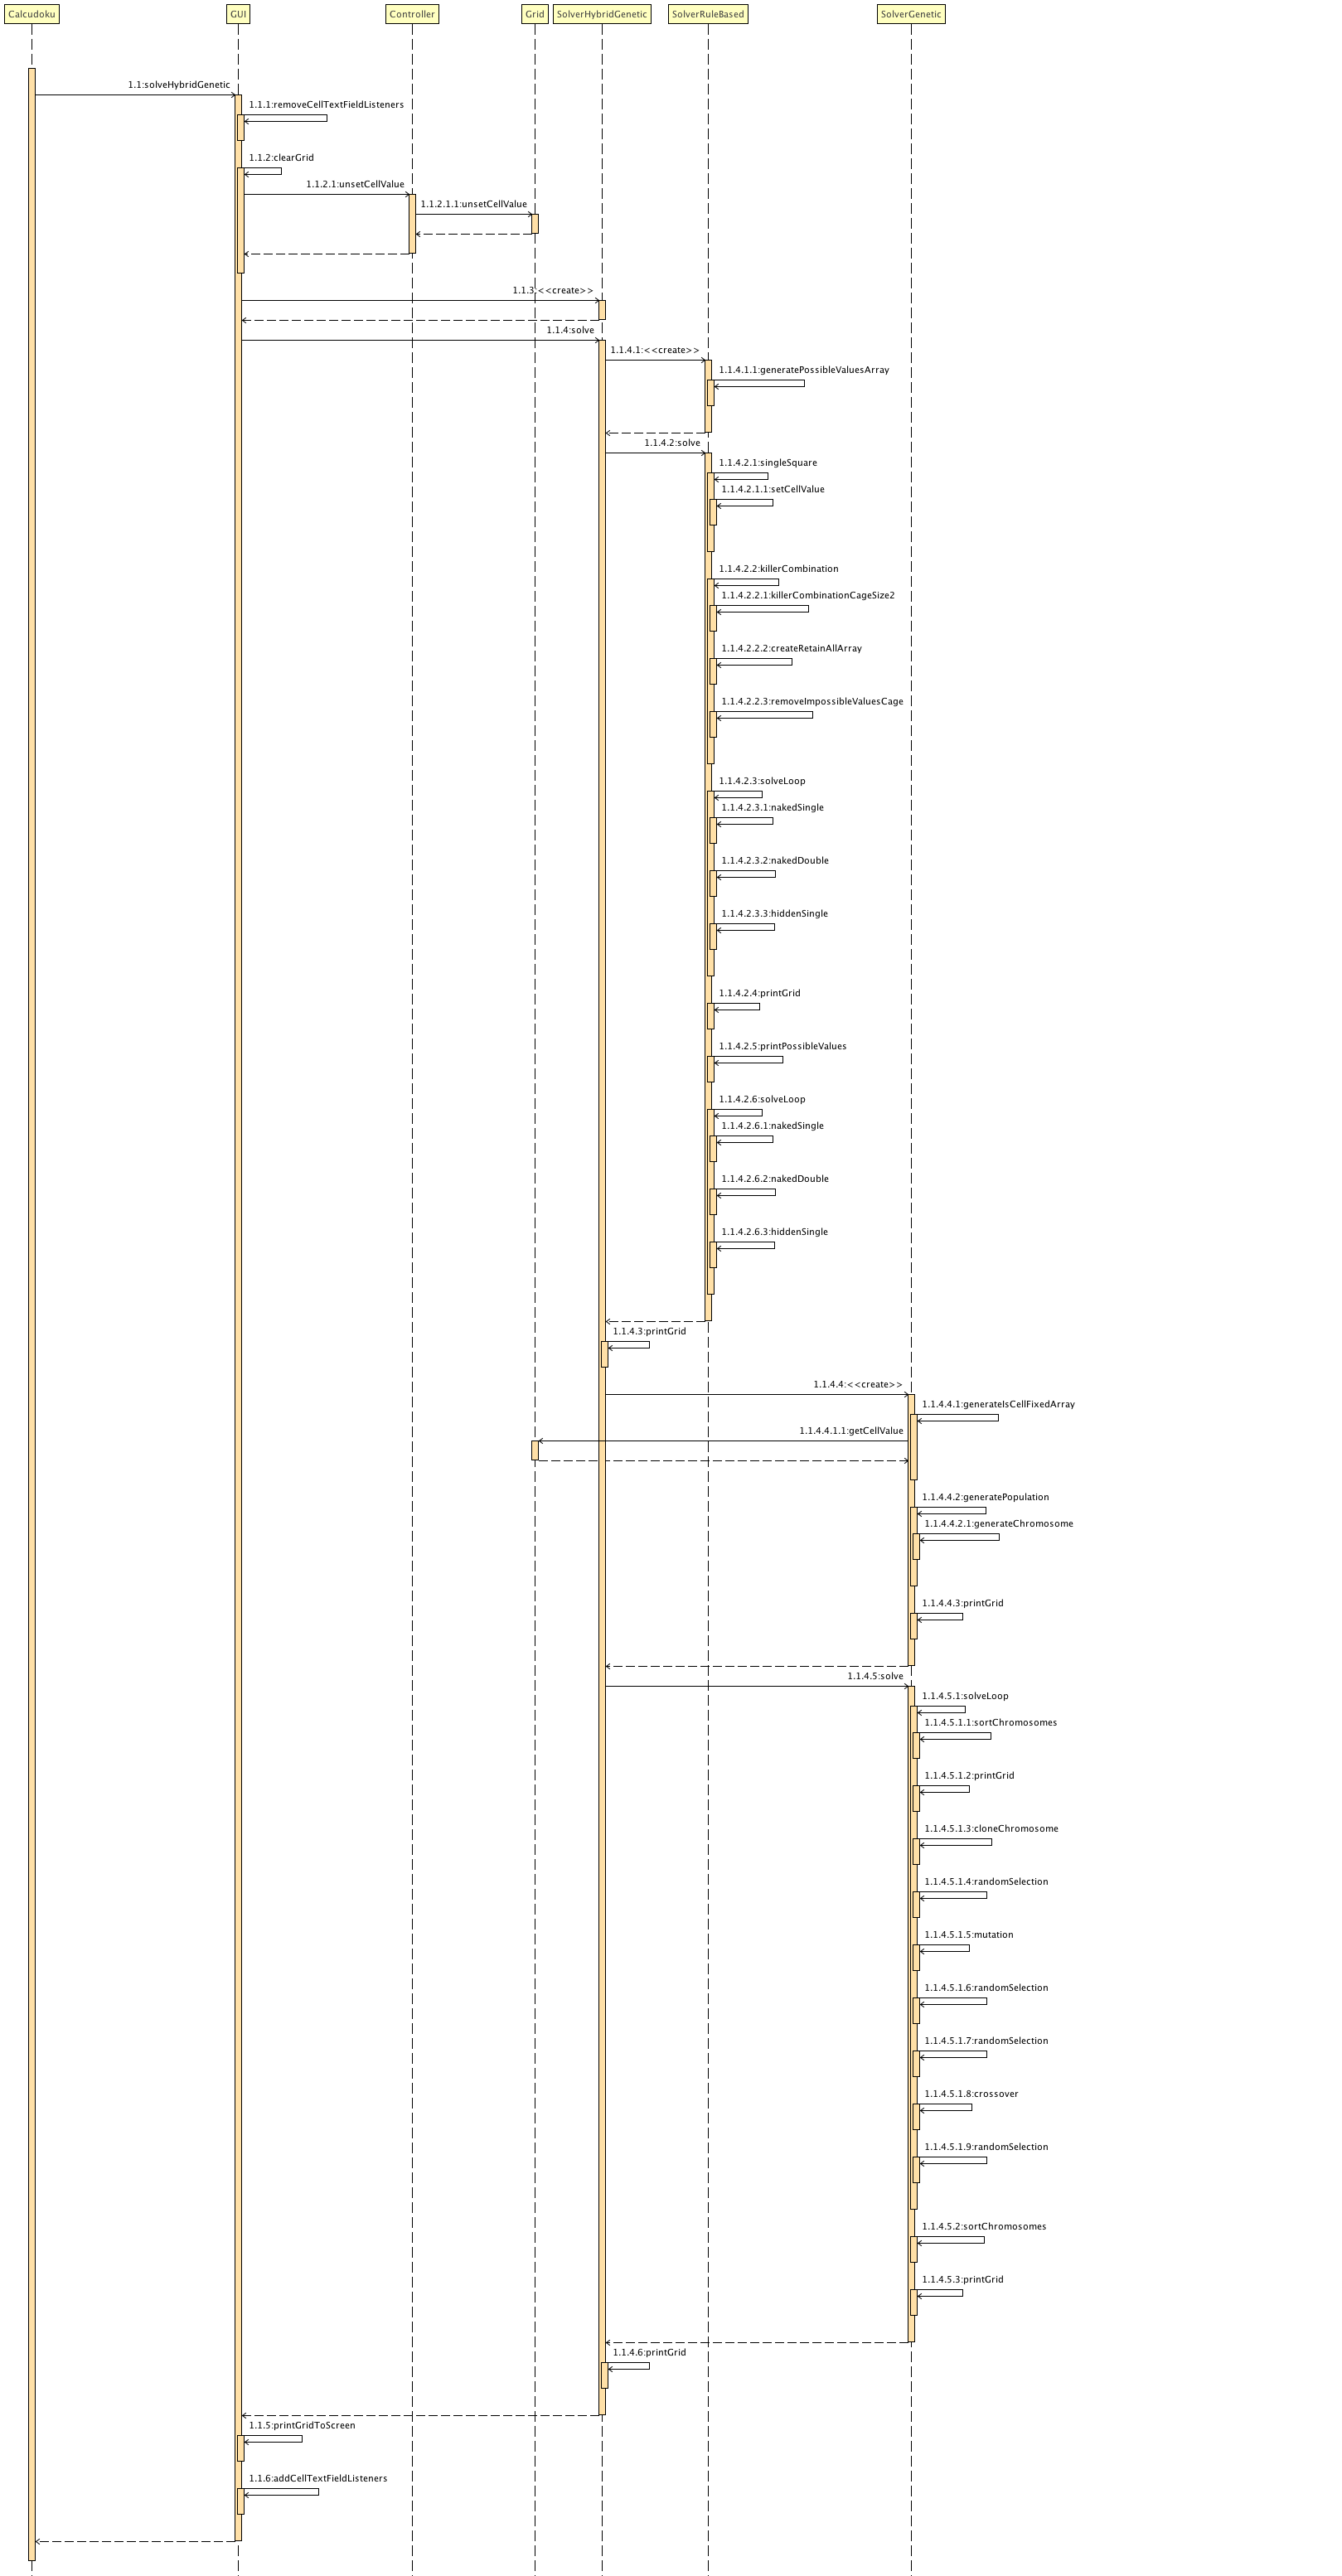 Calcudoku
GUI
Controller
Grid
SolverHybridGenetic
SolverRuleBased
SolverGenetic
1.1:solveHybridGenetic
1.1.1:removeCellTextFieldListeners
1.1.2:clearGrid
1.1.2.1:unsetCellValue
1.1.2.1.1:unsetCellValue
1.1.3:<<create>>
1.1.4:solve
1.1.4.1:<<create>>
1.1.4.1.1:generatePossibleValuesArray
1.1.4.2:solve
1.1.4.2.1:singleSquare
1.1.4.2.1.1:setCellValue
1.1.4.2.2:killerCombination
1.1.4.2.2.1:killerCombinationCageSize2
1.1.4.2.2.2:createRetainAllArray
1.1.4.2.2.3:removeImpossibleValuesCage
1.1.4.2.3:solveLoop
1.1.4.2.3.1:nakedSingle
1.1.4.2.3.2:nakedDouble
1.1.4.2.3.3:hiddenSingle
1.1.4.2.4:printGrid
1.1.4.2.5:printPossibleValues
1.1.4.2.6:solveLoop
1.1.4.2.6.1:nakedSingle
1.1.4.2.6.2:nakedDouble
1.1.4.2.6.3:hiddenSingle
1.1.4.3:printGrid
1.1.4.4:<<create>>
1.1.4.4.1:generateIsCellFixedArray
1.1.4.4.1.1:getCellValue
1.1.4.4.2:generatePopulation
1.1.4.4.2.1:generateChromosome
1.1.4.4.3:printGrid
1.1.4.5:solve
1.1.4.5.1:solveLoop
1.1.4.5.1.1:sortChromosomes
1.1.4.5.1.2:printGrid
1.1.4.5.1.3:cloneChromosome
1.1.4.5.1.4:randomSelection
1.1.4.5.1.5:mutation
1.1.4.5.1.6:randomSelection
1.1.4.5.1.7:randomSelection
1.1.4.5.1.8:crossover
1.1.4.5.1.9:randomSelection
1.1.4.5.2:sortChromosomes
1.1.4.5.3:printGrid
1.1.4.6:printGrid
1.1.5:printGridToScreen
1.1.6:addCellTextFieldListeners